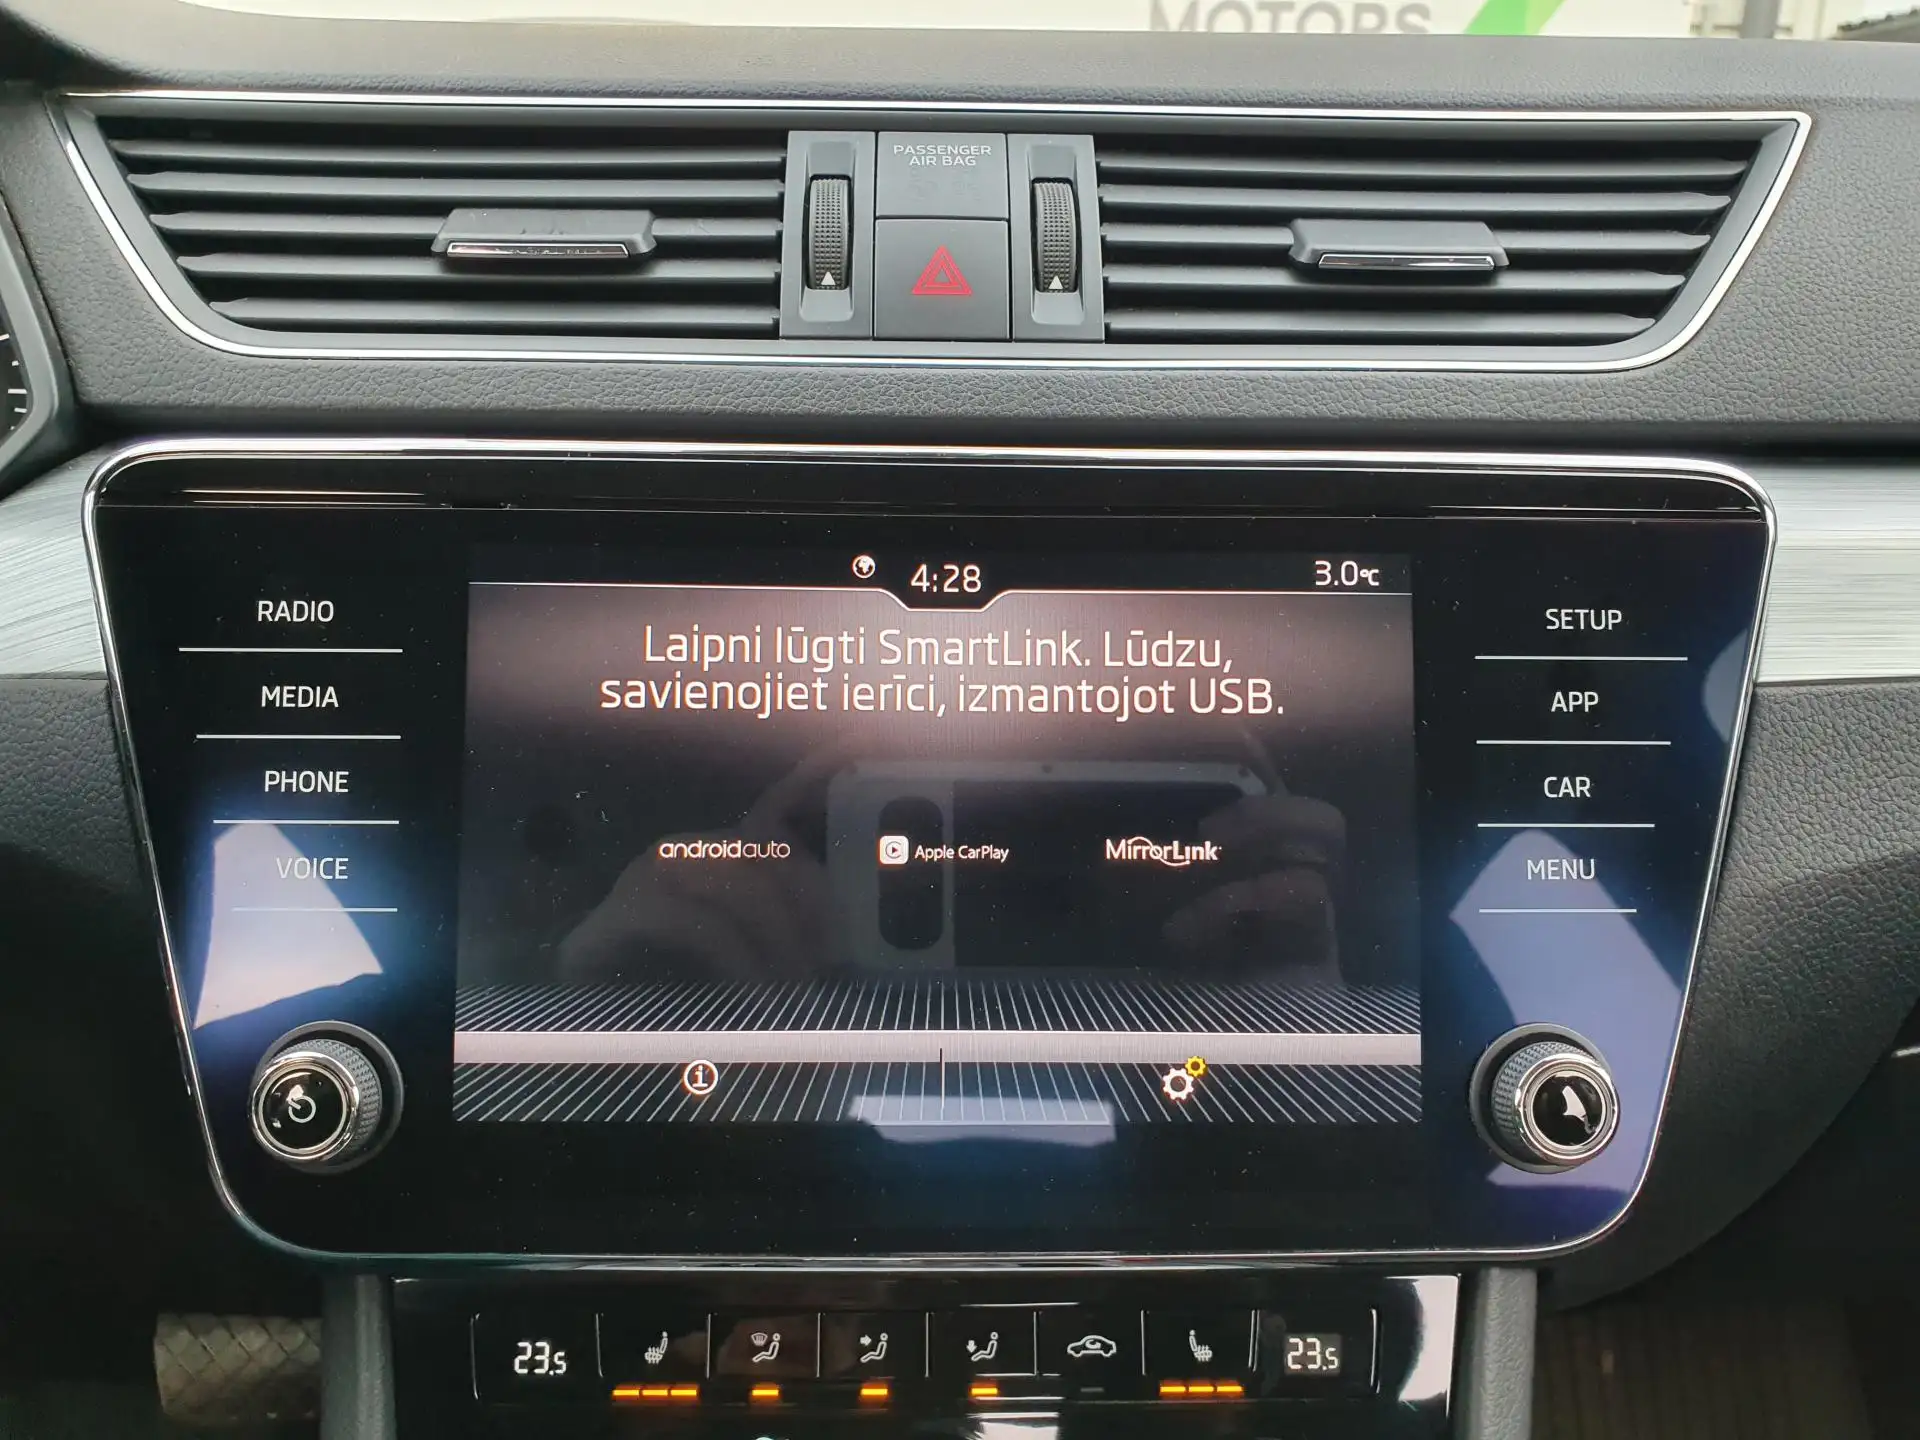 MOTORS
PASSENGER
AIR BAG
4:28
3.0°C
RADIO
MEDIA
PHONE
VOICE
Laipni lūgti SmartLink. Lūdzu,
savienojiet ierīci, izmantojot USB.
androidauto
Apple CarPlay
MirrorLink
SETUP
APP
CAR
MENU
23.5
23.5